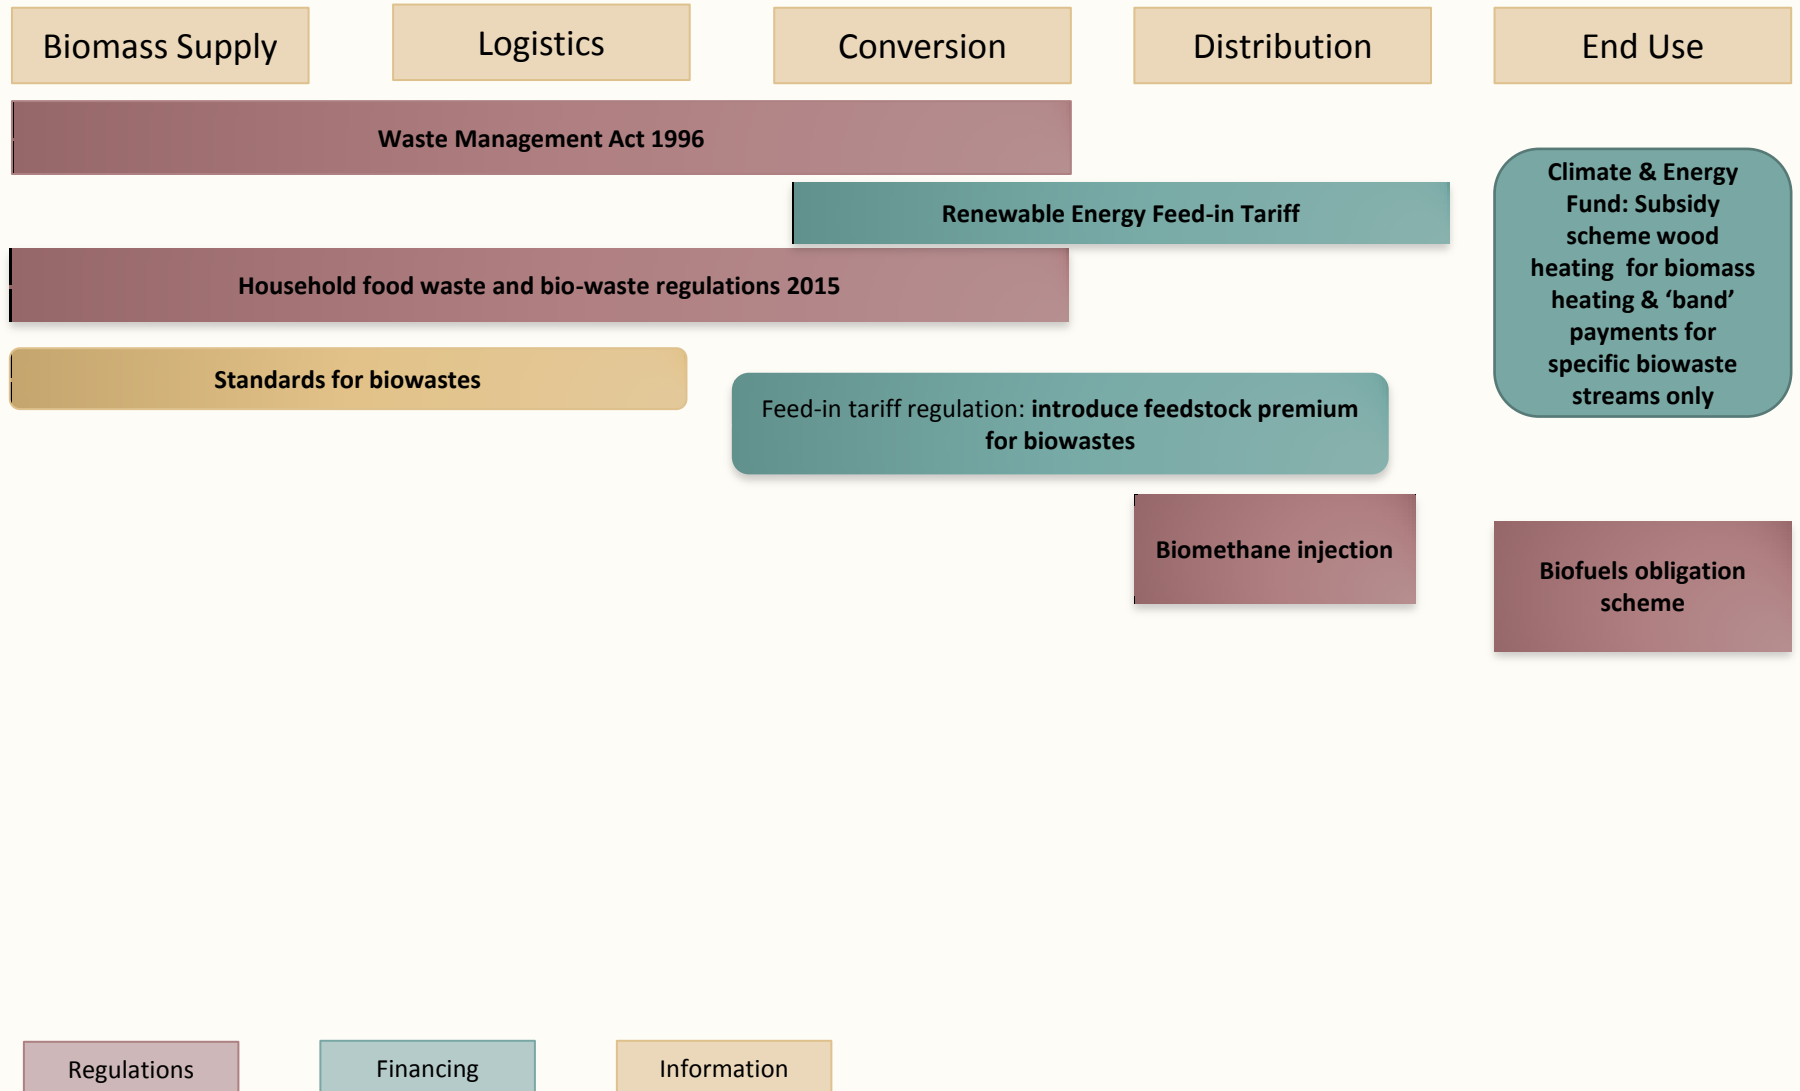 Biomass Supply
Logistics
Conversion
Distribution
End Use
Waste Management Act 1996
Renewable Energy Feed-in Tariff
Household food waste and bio-waste regulations 2015
Standards for biowastes
Feed-in tariff regulation: introduce feedstock premium
for biowastes
Climate & Energy
Fund: Subsidy
scheme wood
heating for biomass
heating & ‘band’
payments for
specific biowaste
streams only
Biomethane injection
Biofuels obligation
scheme
Regulations
Financing
Information